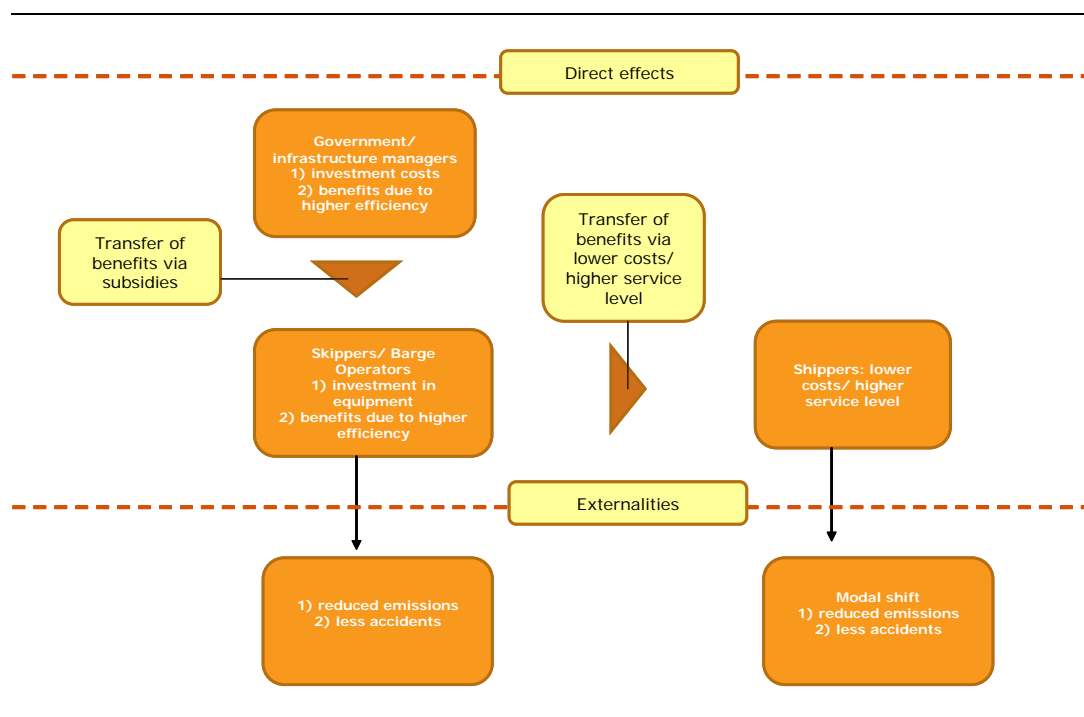 Direct effects
Government/
infrastructure managers
1) investment costs
2) benefits due to
higher efficiency
Transfer of
benefits via
subsidies
Transfer of
benefits via
lower costs/
higher service
level
Skippers/ Barge
Operators
1) investment in
equipment
2) benefits due to higher
efficiency
Shippers: lower
costs/ higher
service level
Externalities
1) reduced emissions
2) less accidents
Modal shift
1) reduced emissions
2) less accidents